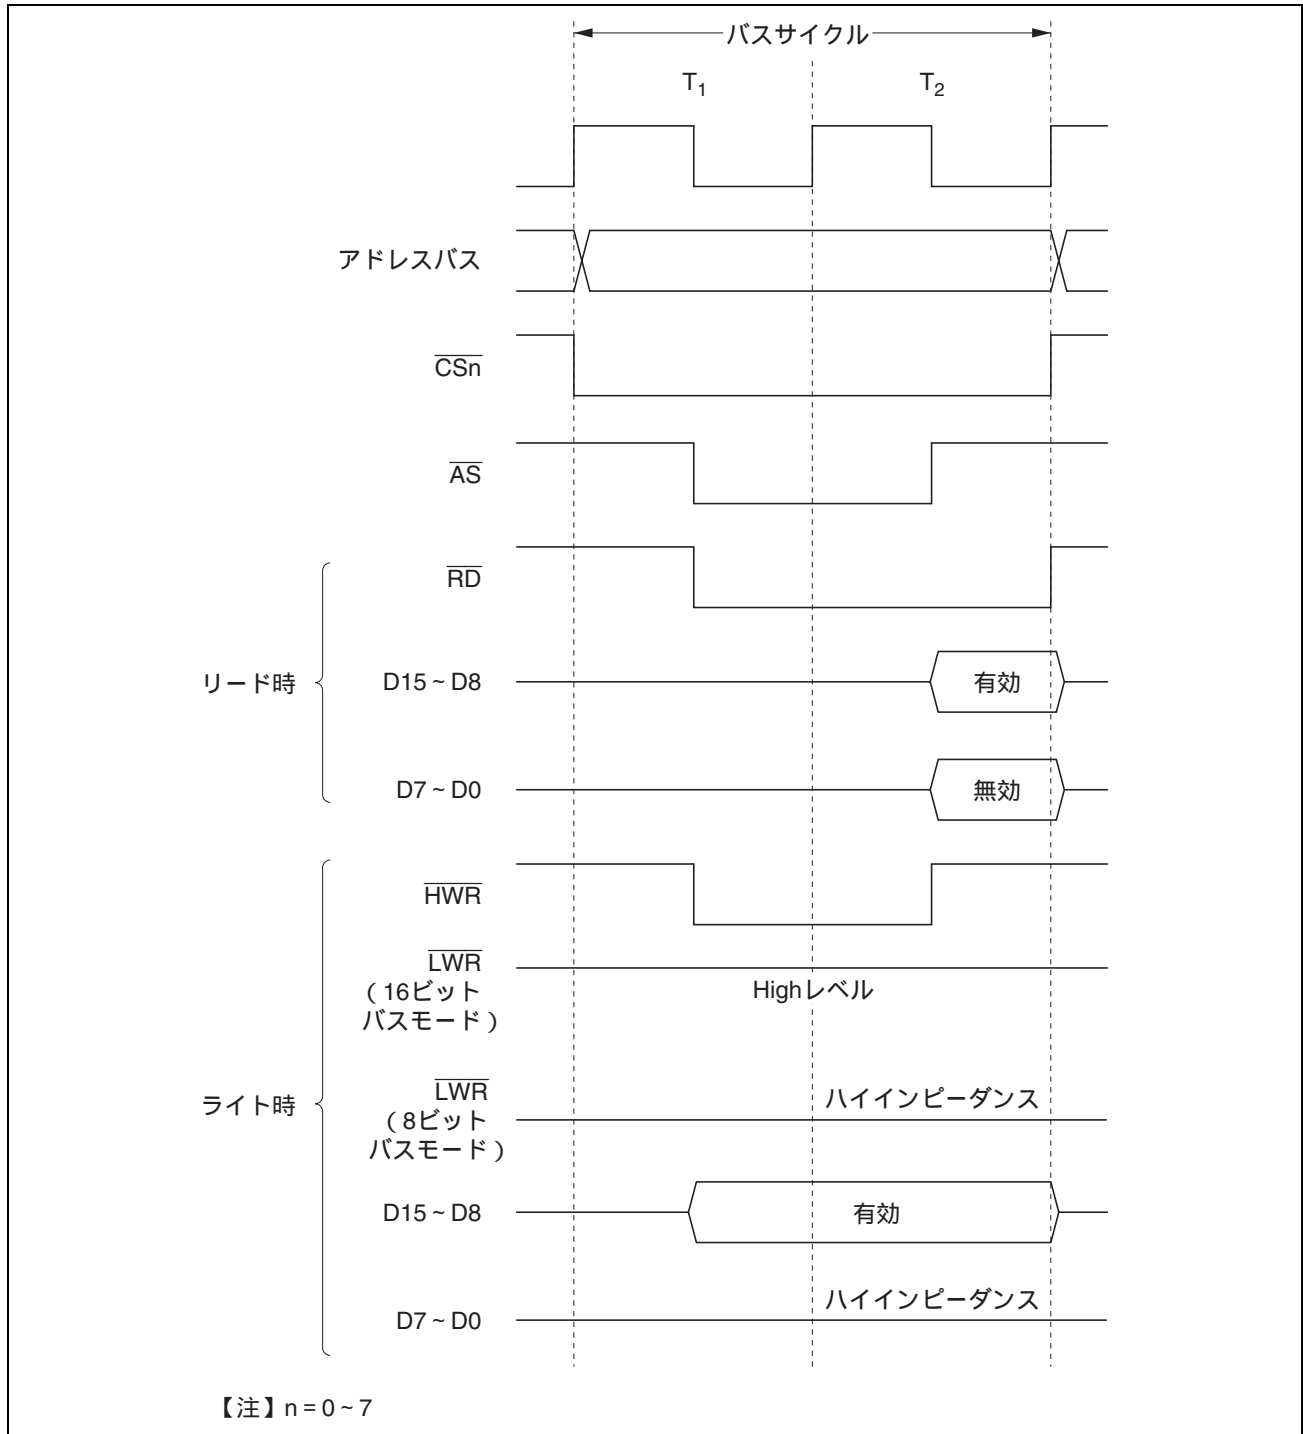 バスサイクル
T1 T2
アドレスバス
CSn
AS
RD
リード時
D15~D8 有効
D7~D0 無効
HWR
LWR
(16ビット
バスモード)
Highレベル
ライト時
LWR
(8ビット
バスモード)
ハイインピーダンス
D15~D8 有効
D7~D0 ハイインピーダンス
【注】n=0~7